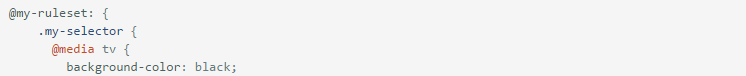 @my-ruleset: {
    .my-selector {
      @media tv {
        background-color: black;